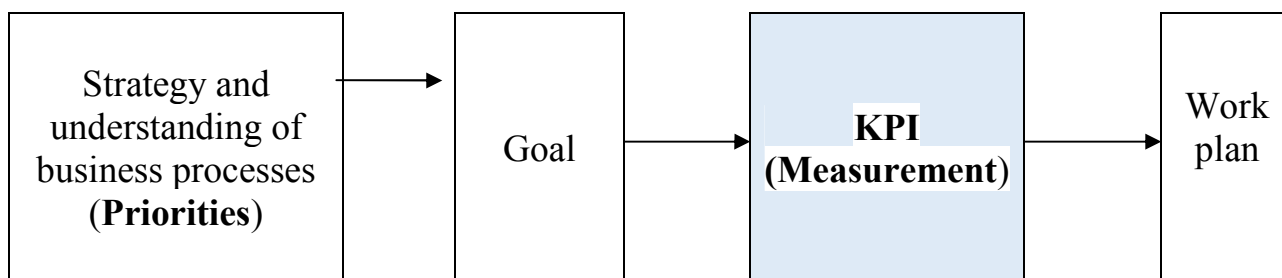 Strategy and
understanding of
business processes
(Priorities)
Goal
KPI
(Measurement)
Work
plan